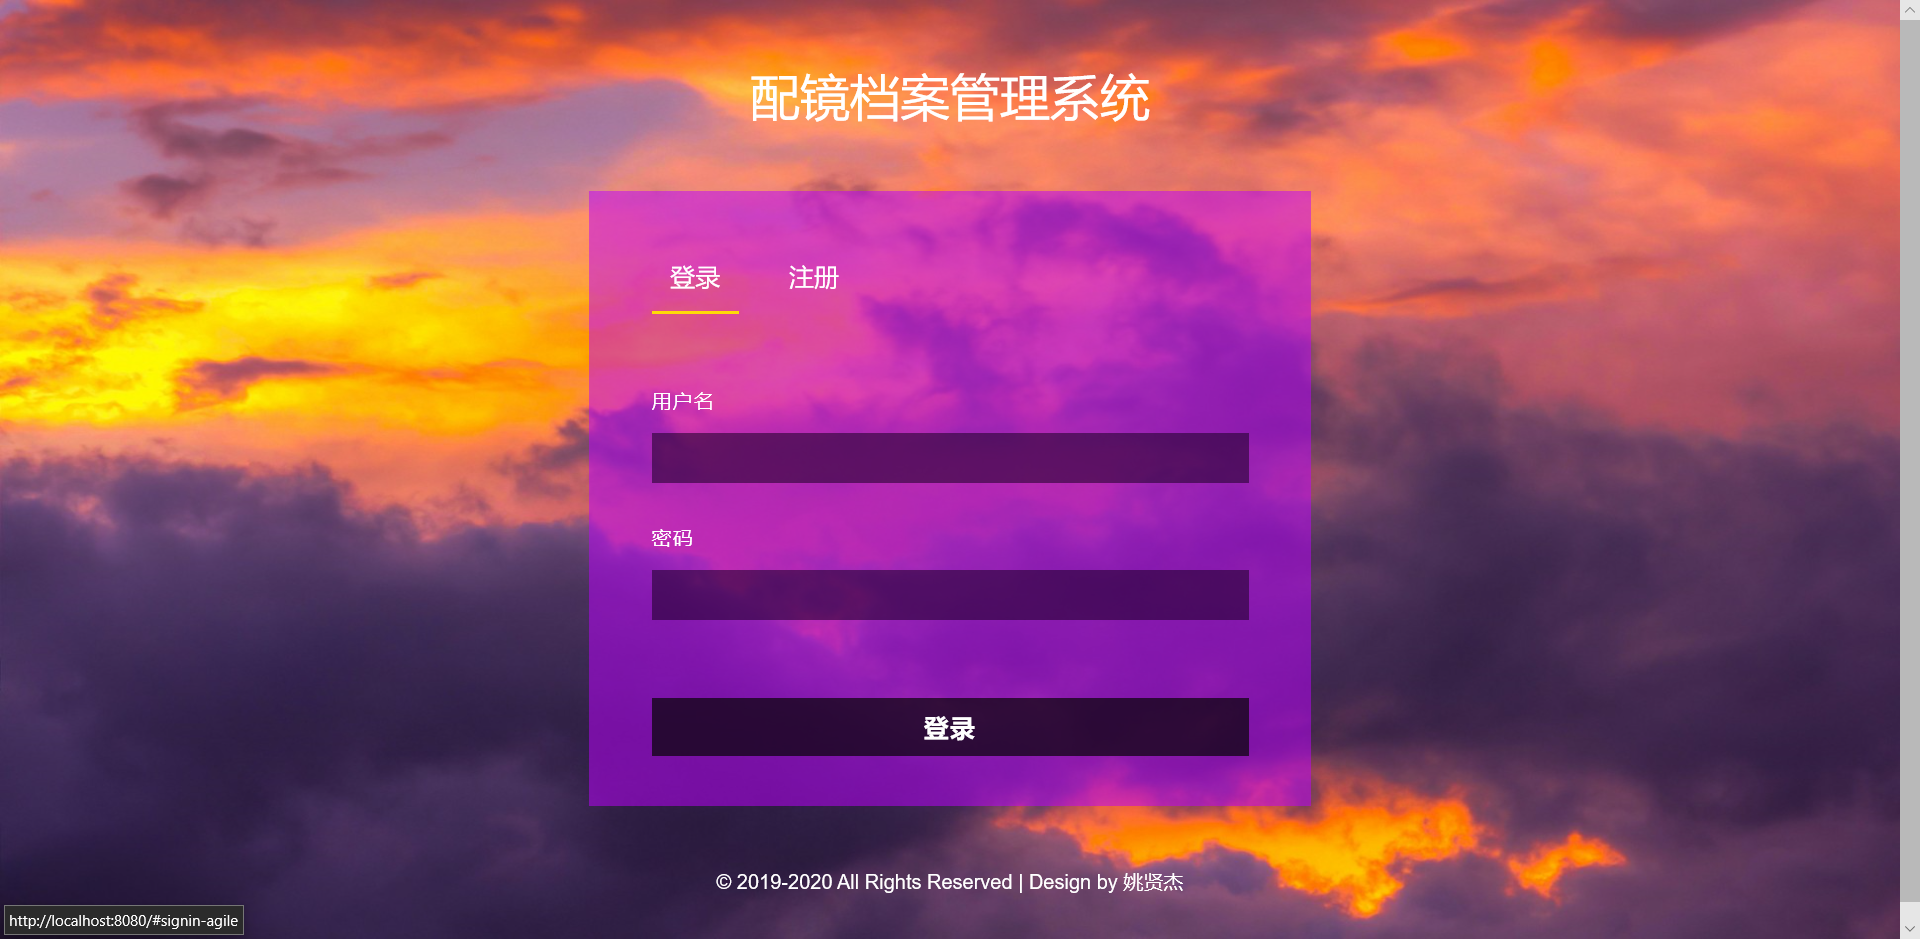 配镜档案管理系统
登录 注册
用户名
密码
登录
© 2019-2020 All Rights Reserved | Design by 姚贤杰
http://localhost:8080/#signin-agile